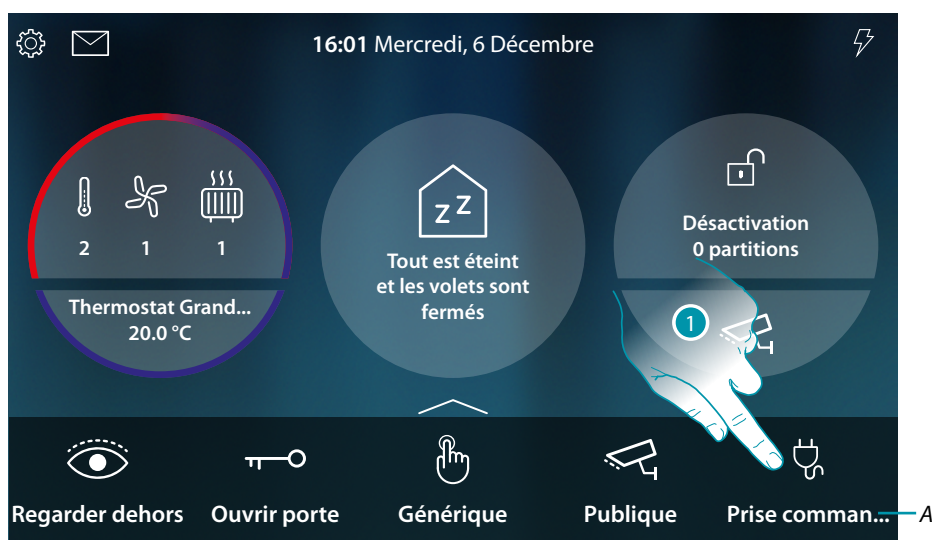 16:01 Mercredi, 6 Décembre
2 1 1
Thermostat Grand...
20.0 °C
z Z
Tout est éteint
et les volets sont
fermés
Désactivation
0 partitions
1
Regarder dehors
Ouvrir porte
Générique
Publique
Prise comman...
A